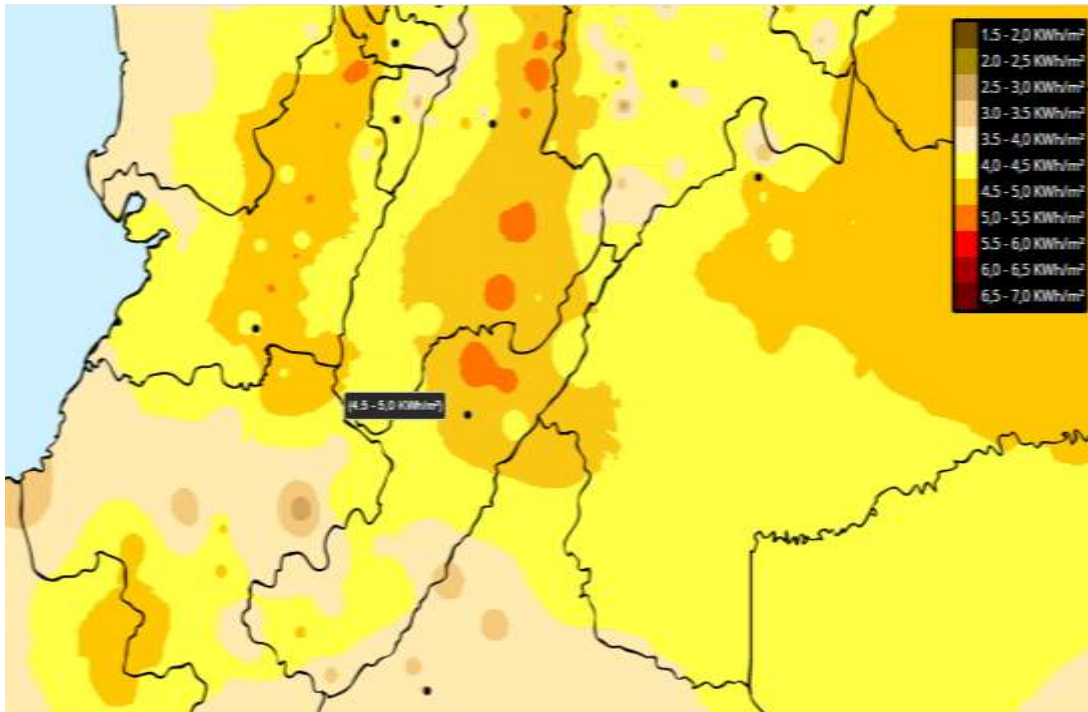 1.5 - 2,0 KWh/m²
2.0 - 2,5 KWh/m²
2.5 - 3,0 KWh/m²
3.0 - 3.5 KWh/m²
3.5 - 4,0 KWh/m²
4.0 - 4,5 KWh/m²
4.5 - 5,0 KWh/m²
5,0 - 5,5 KWh/m²
5.5 - 6,0 KWh/m²
6,0 - 6,5 KWh/m²
6,5 - 7,0 KWh/m²
(4.5 - 5,0 KWh/m²)